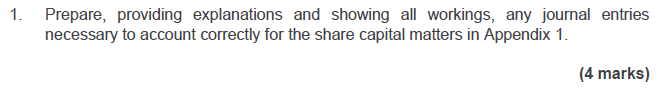 1. Prepare, providing explanations and showing all workings, any journal entries
necessary to account correctly for the share capital matters in Appendix 1.
(4 marks)